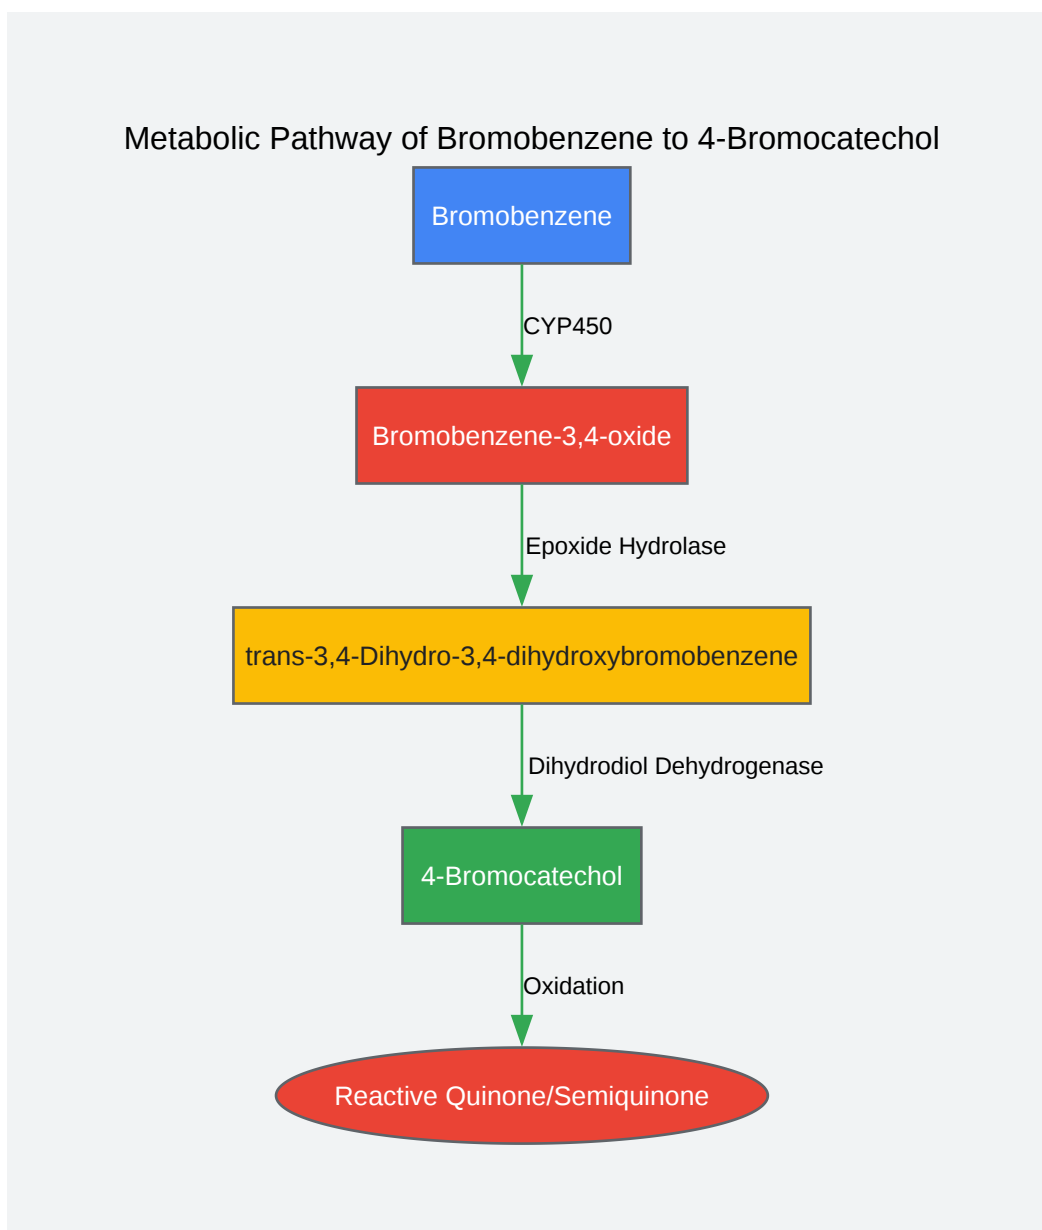 Metabolic Pathway of Bromobenzene to 4-Bromocatechol
Bromobenzene
CYP450
Bromobenzene-3,4-oxide
Epoxide Hydrolase
trans-3,4-Dihydro-3,4-dihydroxybromobenzene
Dihydrodiol Dehydrogenase
4-Bromocatechol
Oxidation
Reactive Quinone/Semiquinone